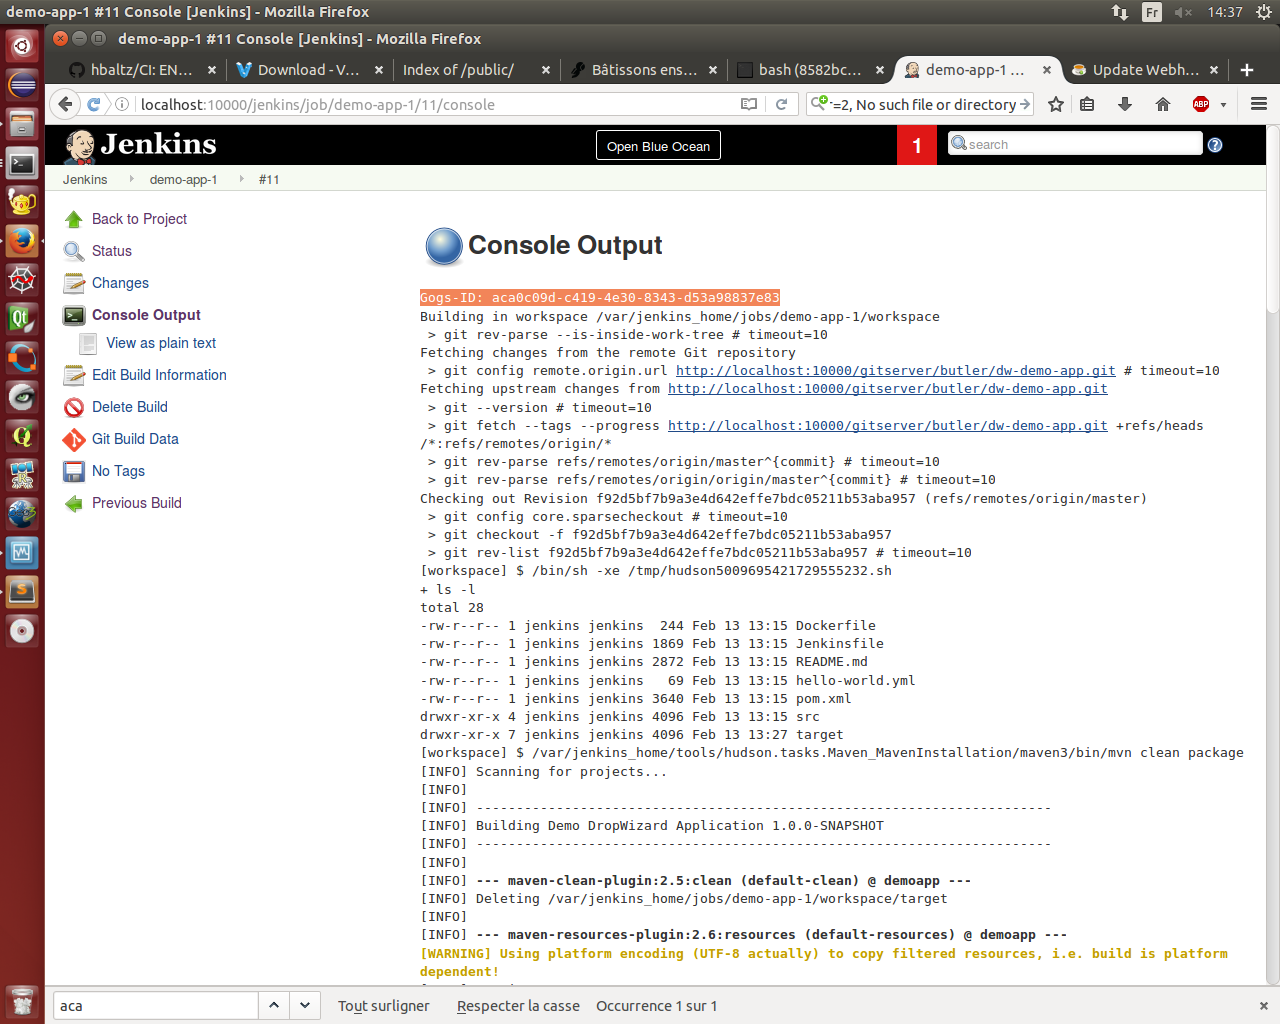 demo-app-1 #11 Console [Jenkins] - Mozilla Firefox
Fr
14:37
demo-app-1 #11 Console [Jenkins] - Mozilla Firefox
hbaltz/CI: EN...
Download - V...
Index of /public/
Bâtissons ens...
bash (8582bc...
demo-app-1 ...
Update Webh...
localhost:10000/jenkins/job/demo-app-1/11/console
=2, No such file or directory
ABP
Jenkins
Open Blue Ocean
1
search
Jenkins
demo-app-1
#11
Back to Project
Status
Changes
Console Output
View as plain text
Edit Build Information
Delete Build
Git Build Data
No Tags
Previous Build
Console Output
Gogs-ID: aca0c09d-c419-4e30-8343-d53a98837e83
Building in workspace /var/jenkins_home/jobs/demo-app-1/workspace
 > git rev-parse --is-inside-work-tree # timeout=10
Fetching changes from the remote Git repository
 > git config remote.origin.url http://localhost:10000/gitserver/butler/dw-demo-app.git # timeout=10
Fetching upstream changes from http://localhost:10000/gitserver/butler/dw-demo-app.git
 > git --version # timeout=10
 > git fetch --tags --progress http://localhost:10000/gitserver/butler/dw-demo-app.git +refs/heads
/*:refs/remotes/origin/*
 > git rev-parse refs/remotes/origin/master^{commit} # timeout=10
 > git rev-parse refs/remotes/origin/origin/master^{commit} # timeout=10
Checking out Revision f92d5bf7b9a3e4d642effe7bdc05211b53aba957 (refs/remotes/origin/master)
 > git config core.sparsecheckout # timeout=10
 > git checkout -f f92d5bf7b9a3e4d642effe7bdc05211b53aba957
 > git rev-list f92d5bf7b9a3e4d642effe7bdc05211b53aba957 # timeout=10
[workspace] $ /bin/sh -xe /tmp/hudson5009695421729555232.sh
+ ls -l
total 28
-rw-r--r-- 1 jenkins jenkins  244 Feb 13 13:15 Dockerfile
-rw-r--r-- 1 jenkins jenkins 1869 Feb 13 13:15 Jenkinsfile
-rw-r--r-- 1 jenkins jenkins 2872 Feb 13 13:15 README.md
-rw-r--r-- 1 jenkins jenkins   69 Feb 13 13:15 hello-world.yml
-rw-r--r-- 1 jenkins jenkins 3640 Feb 13 13:15 pom.xml
drwxr-xr-x 4 jenkins jenkins 4096 Feb 13 13:15 src
drwxr-xr-x 7 jenkins jenkins 4096 Feb 13 13:27 target
[workspace] $ /var/jenkins_home/tools/hudson.tasks.Maven_MavenInstallation/maven3/bin/mvn clean package
[INFO] Scanning for projects...
[INFO]
[INFO] ------------------------------------------------------------------------
[INFO] Building Demo DropWizard Application 1.0.0-SNAPSHOT
[INFO] ------------------------------------------------------------------------
[INFO]
[INFO] --- maven-clean-plugin:2.5:clean (default-clean) @ demoapp ---
[INFO] Deleting /var/jenkins_home/jobs/demo-app-1/workspace/target
[INFO]
[INFO] --- maven-resources-plugin:2.6:resources (default-resources) @ demoapp ---
[WARNING] Using platform encoding (UTF-8 actually) to copy filtered resources, i.e. build is platform
dependent!
aca
Tout surligner
Respecter la casse
Occurrence 1 sur 1